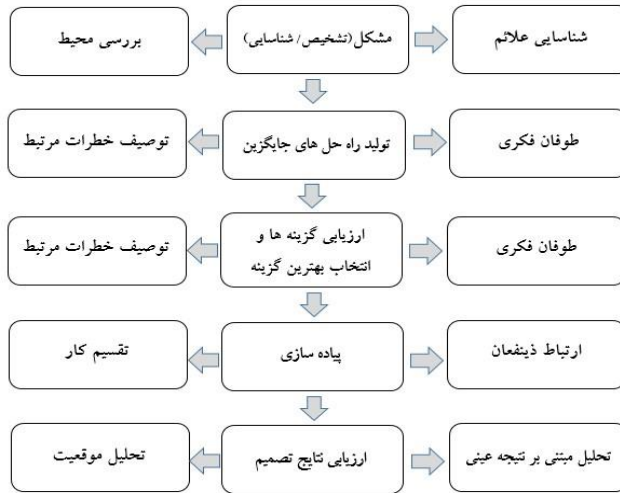 شناسایی علائم
مشکل(تشخیص/ شناسایی)
بررسی محیط
طوفان فکری
تولید راه حل های جایگزین
توصیف خطرات مرتبط
طوفان فکری
ارزیابی گزینه ها و
انتخاب بهترین گزینه
توصیف خطرات مرتبط
ارتباط ذینفعان
پیاده سازی
تقسیم کار
تحلیل مبتنی بر نتیجه عینی
ارزیابی نتایج تصمیم
تحلیل موقعیت